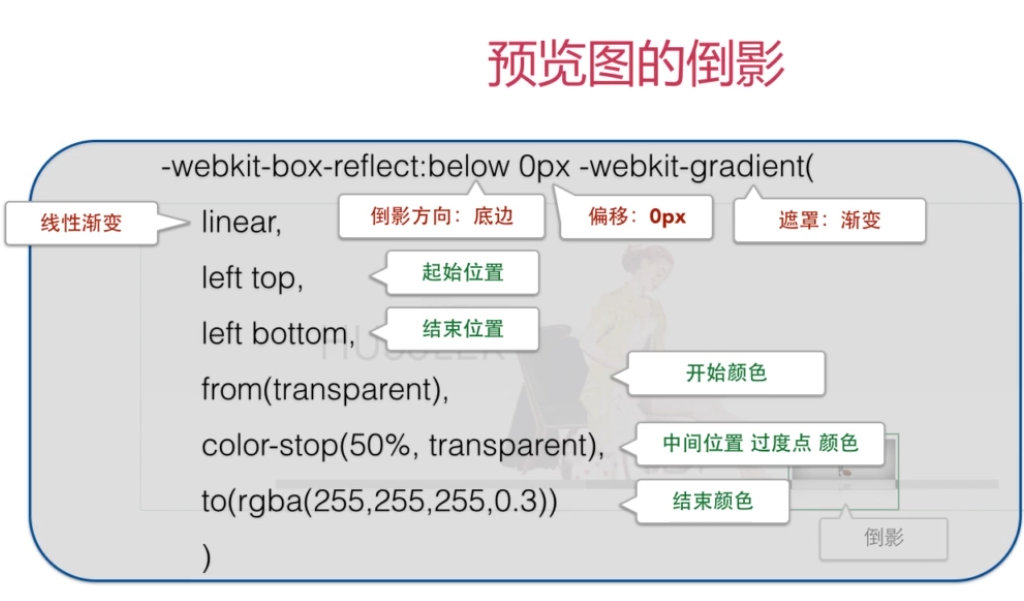 预览图的倒影
-webkit-box-reflect:below 0px -webkit-gradient(
倒影方向：底边
偏移：0px
遮罩：渐变
线性渐变
linear,
left top,
起始位置
left bottom,
结束位置
from(transparent),
开始颜色
color-stop(50%, transparent),
中间位置 过度点 颜色
to(rgba(255,255,255,0.3))
结束颜色
)
倒影